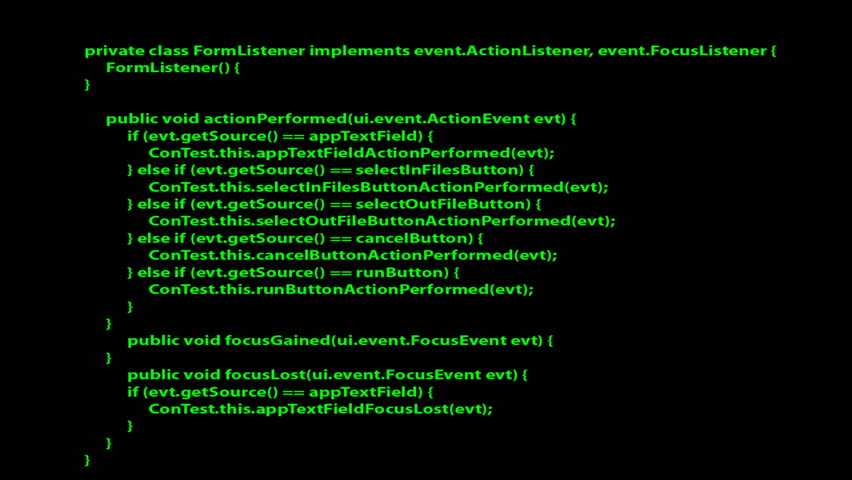 private class FormListener implements event.ActionListener, event.FocusListener {
FormListener() {
}
public void actionPerformed(ui.event.ActionEvent evt) {
if (evt.getSource() == appTextField) {
ConTest.this.appTextFieldActionPerformed(evt);
} else if (evt.getSource() == selectInFilesButton) {
ConTest.this.selectInFilesButtonActionPerformed(evt);
} else if (evt.getSource() == selectOutFileButton) {
ConTest.this.selectOutFileButtonActionPerformed(evt);
} else if (evt.getSource() == cancelButton) {
ConTest.this.cancelButtonActionPerformed(evt);
} else if (evt.getSource() == runButton) {
ConTest.this.runButtonActionPerformed(evt);
}
}
public void focusGained(ui.event.FocusEvent evt) {
}
public void focusLost(ui.event.FocusEvent evt) {
if (evt.getSource() == appTextField) {
ConTest.this.appTextFieldFocusLost(evt);
}
}
}